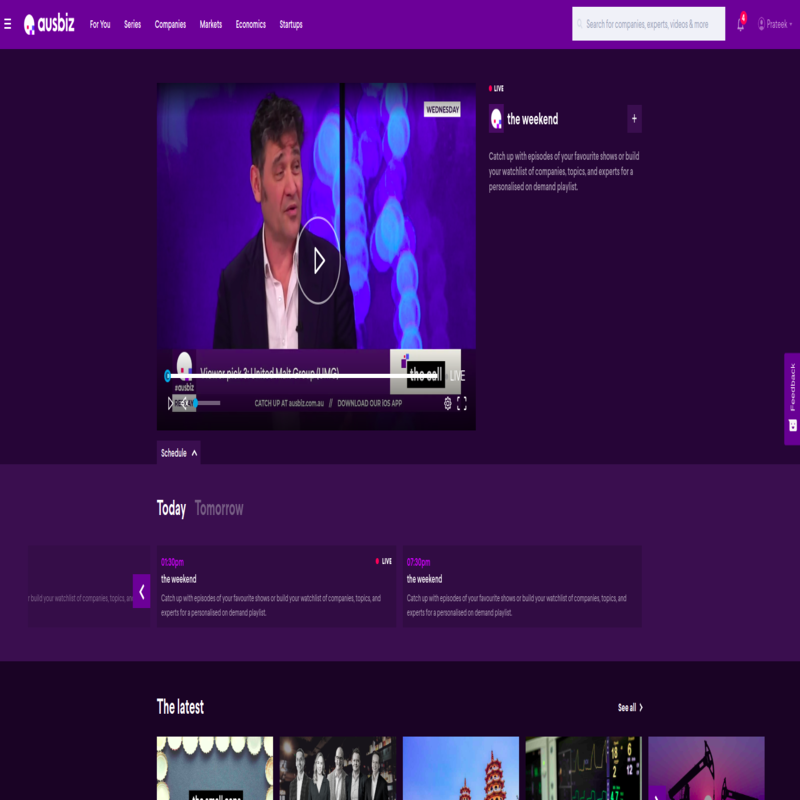 ausbiz
For You
Series
Companies
Markets
Economics
Startups
Search for companies, experts, videos & more
4
Prateek
WEDNESDAY
LIVE
the weekend
+
Catch up with episodes of your favourite shows or build
your watchlist of companies, topics, and experts for a
personalised on demand playlist.
Viewer pick 3: United Malt Group (UMG)
the call
LIVE
#ausbiz
CATCH UP AT ausbiz.com.au // DOWNLOAD OUR iOS APP
Feedback
Schedule
Today
Tomorrow
r build your watchlist of companies, topics, an
01:30pm
LIVE
the weekend
Catch up with episodes of your favourite shows or build your watchlist of companies, topics, and
experts for a personalised on demand playlist.
07:30pm
the weekend
Catch up with episodes of your favourite shows or build your watchlist of companies, topics, and
experts for a personalised on demand playlist.
The latest
See all
18
2
6
12
47